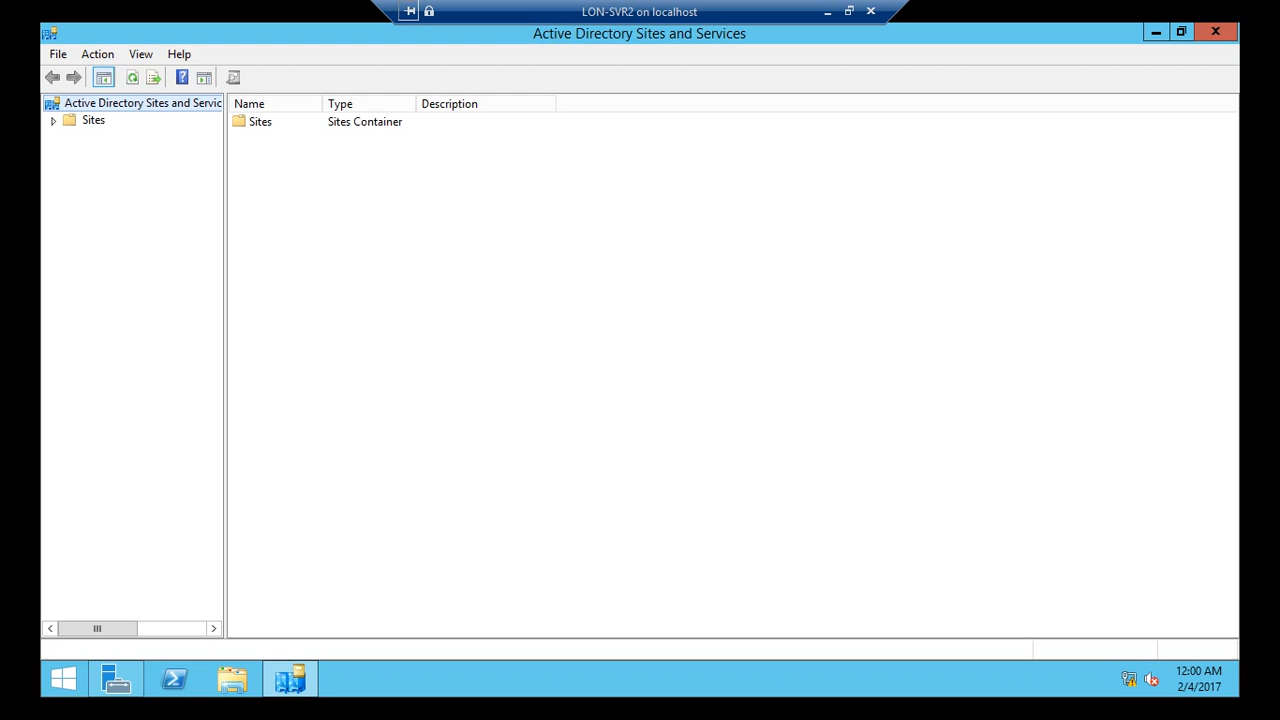 LON-SVR2 on localhost
Active Directory Sites and Services
File Action View Help
Active Directory Sites and Servic
Sites
Name Type Description
Sites Sites Container
12:00 AM
2/4/2017